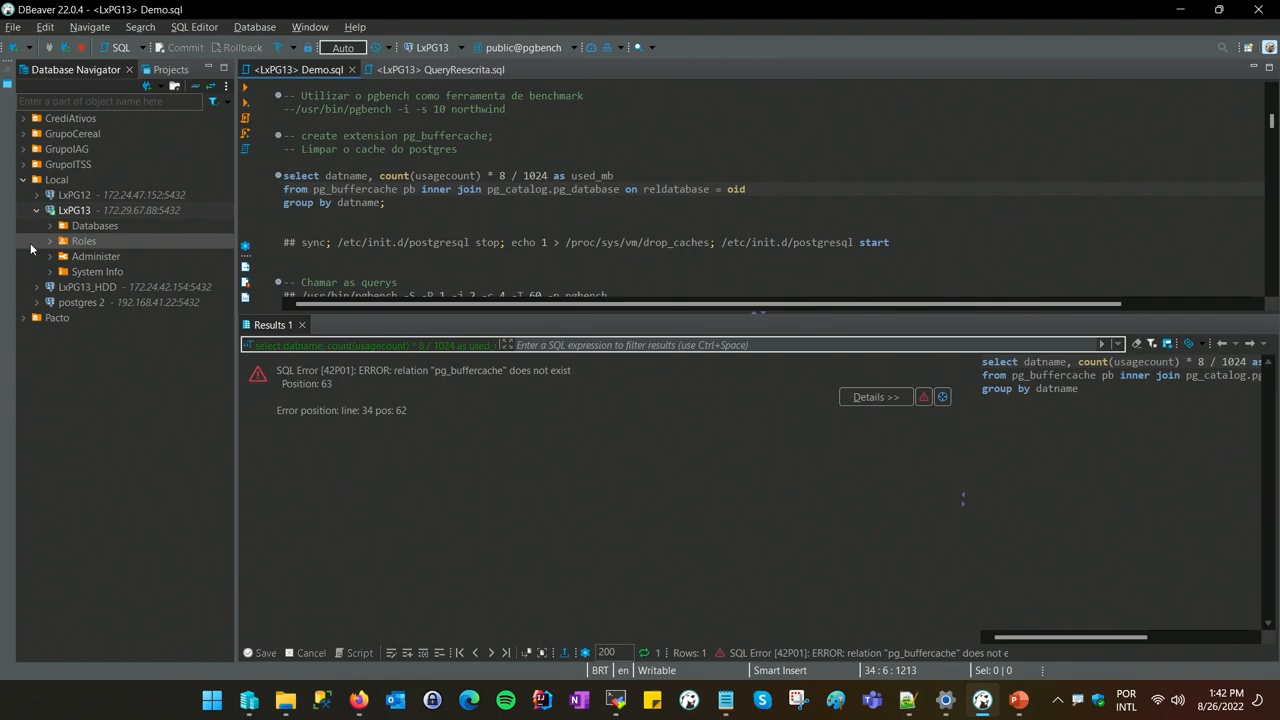 DBeaver 22.0.4 - <LxPG13> Demo.sql
File Edit Navigate Search SQL Editor Database Window Help
SQL Commit Rollback T Auto LxPG13 public@pgbench
Database Navigator Projects
<LxPG13> Demo.sql <LxPG13> QueryReescrita.sql
Enter a part of object name here
CrediAtivos
GrupoCereal
GrupoIAG
GrupoITSS
Local
LxPG12 - 172.24.47.152:5432
LxPG13 - 172.29.67.88:5432
Databases
Roles
Administer
System Info
LxPG13_HDD - 172.24.42.154:5432
postgres 2 - 192.168.41.22:5432
Pacto
-- Utilizar o pgbench como ferramenta de benchmark
--/usr/bin/pgbench -i -s 10 northwind
-- create extension pg_buffercache;
-- Limpar o cache do postgres
select datname, count(usagecount) * 8 / 1024 as used_mb
from pg_buffercache pb inner join pg_catalog.pg_database on reldatabase = oid
group by datname;
## sync; /etc/init.d/postgresql stop; echo 1 > /proc/sys/vm/drop_caches; /etc/init.d/postgresql start
-- Chamar as querys
## /usr/bin/pgbench -S -P 1 -j 2 -c 4 -T 60 -n pgbench
Results 1
select datname, count(usagecount) * 8 / 1024 as used_m
Enter a SQL expression to filter results (use Ctrl+Space)
SQL Error [42P01]: ERROR: relation "pg_buffercache" does not exist
Position: 63
Error position: line: 34 pos: 62
Details >>
select datname, count(usagecount) * 8 / 1024 as
from pg_buffercache pb inner join pg_catalog.pg
group by datname
Save Cancel Script 200 1 Rows: 1 SQL Error [42P01]: ERROR: relation "pg_buffercache" does not e
BRT en Writable Smart Insert 34 : 6 : 1213 Sel: 0 | 0
POR
INTL
1:42 PM
8/26/2022